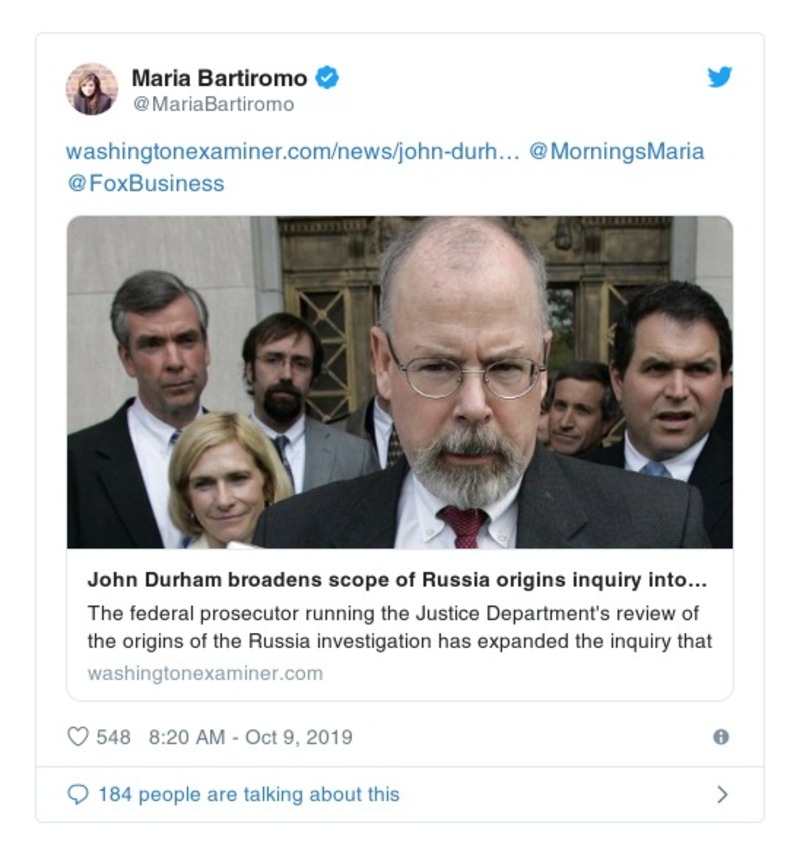 Maria Bartiromo
@MariaBartiromo
washingtonexaminer.com/news/john-durh… @MorningsMaria
@FoxBusiness
John Durham broadens scope of Russia origins inquiry into…
The federal prosecutor running the Justice Department's review of
the origins of the Russia investigation has expanded the inquiry that
washingtonexaminer.com
548 8:20 AM - Oct 9, 2019
184 people are talking about this